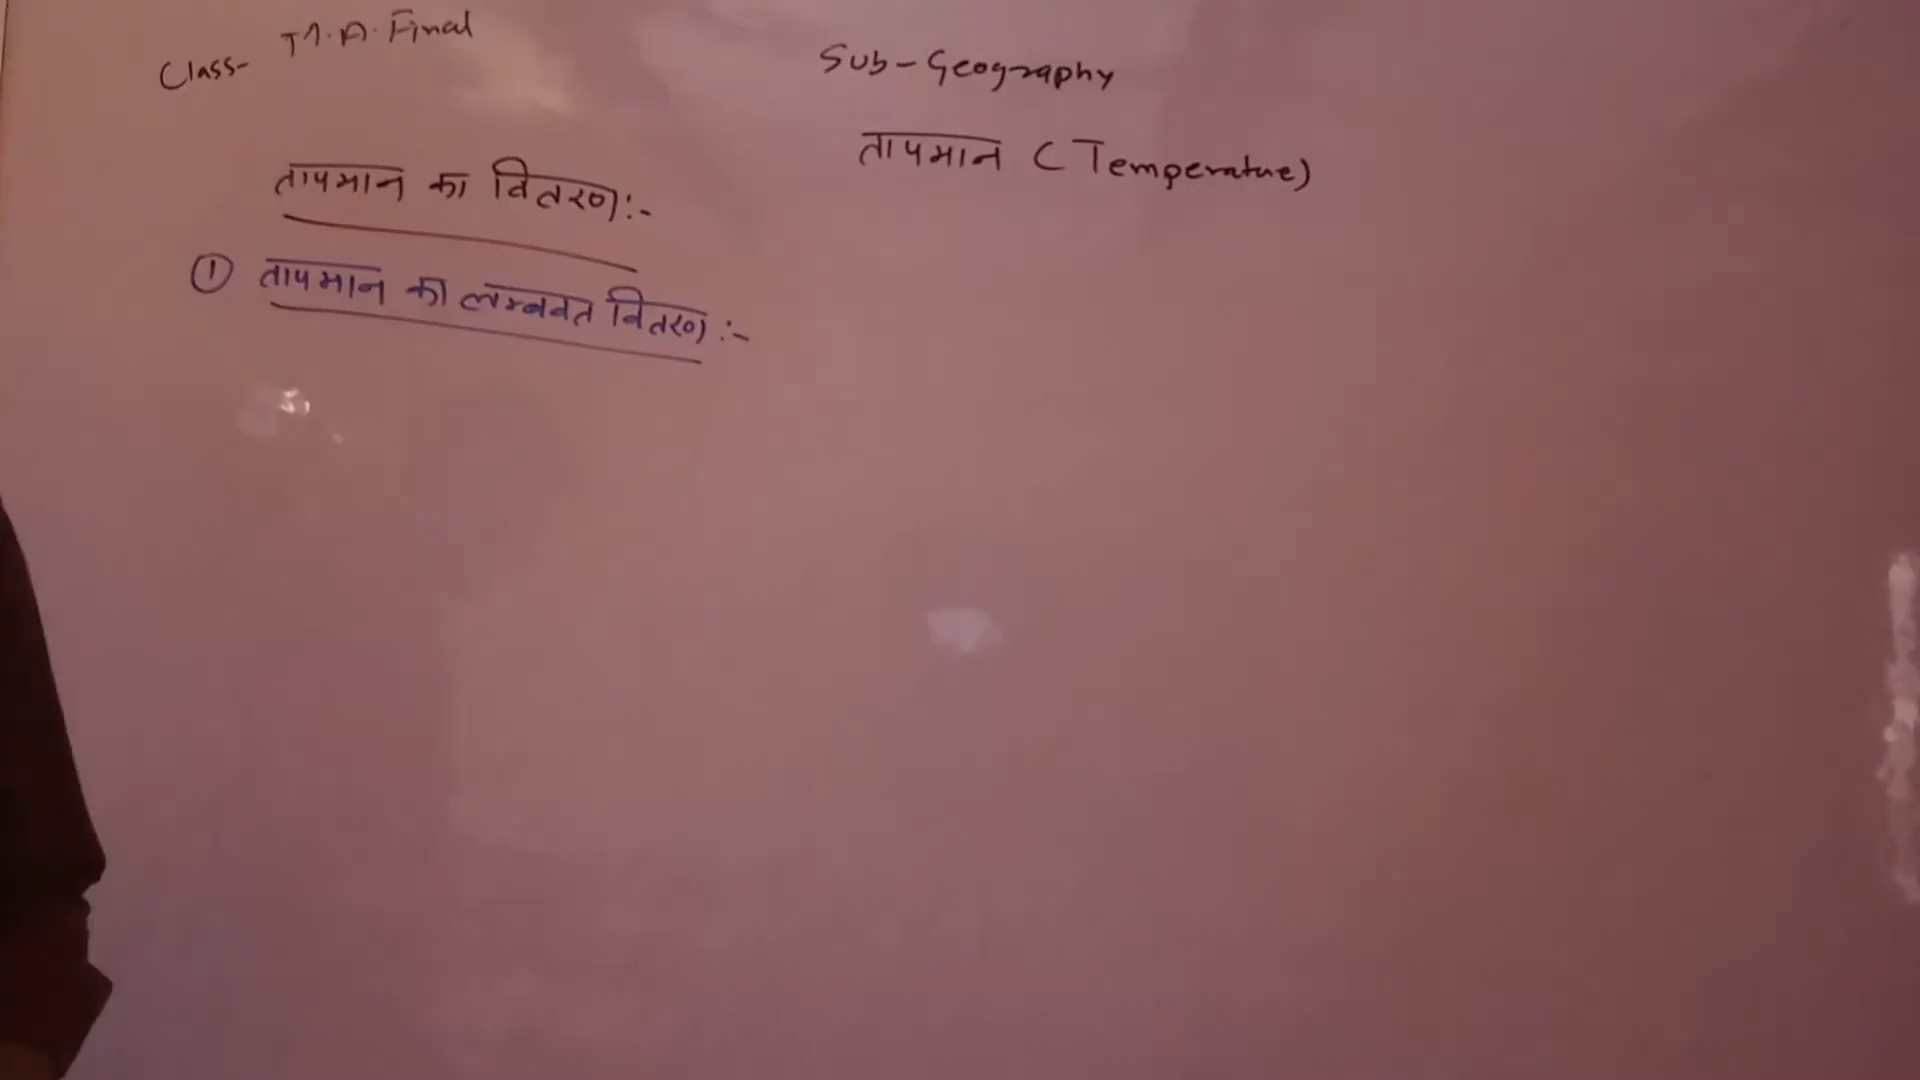 Class- M.A. Final
Sub-Geography
तापमान (Temperature)
तापमान का वितरण:-
① तापमान का लम्बवत वितरण:-